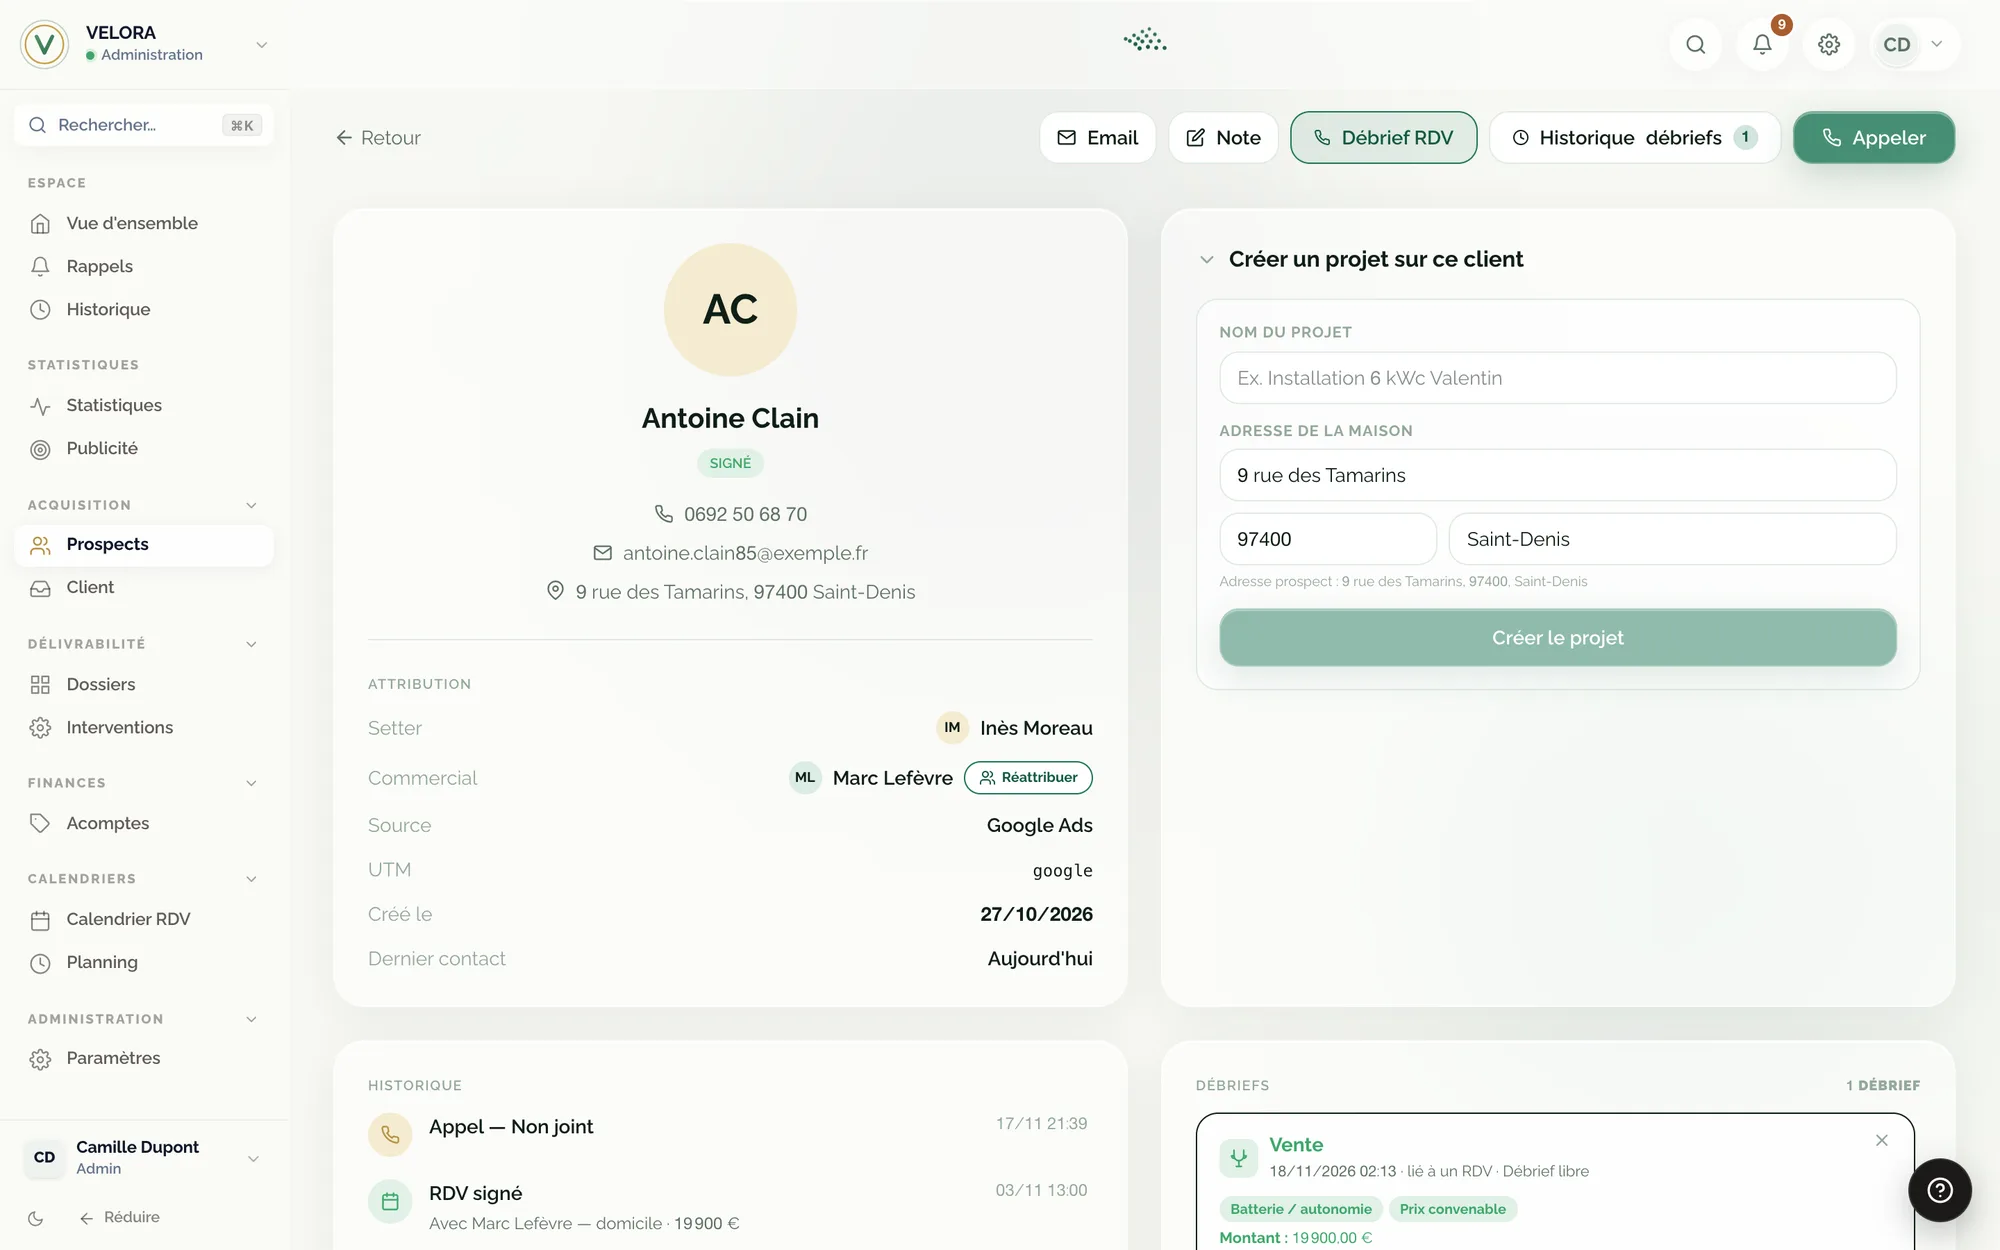 VELORA
Administration
9
CD
Rechercher...
⌘K
ESPACE
Vue d'ensemble
Rappels
Historique
STATISTIQUES
Statistiques
Publicité
ACQUISITION
Prospects
Client
DÉLIVRABILITÉ
Dossiers
Interventions
FINANCES
Acomptes
CALENDRIERS
Calendrier RDV
Planning
ADMINISTRATION
Paramètres
CD
Camille Dupont
Admin
Réduire
Retour
Email
Note
Débrief RDV
Historique débriefs 1
Appeler
AC
Antoine Clain
SIGNÉ
0692 50 68 70
antoine.clain85@exemple.fr
9 rue des Tamarins, 97400 Saint-Denis
ATTRIBUTION
Setter
IM Inès Moreau
Commercial
ML Marc Lefèvre Réattribuer
Source
Google Ads
UTM
google
Créé le
27/10/2026
Dernier contact
Aujourd'hui
Créer un projet sur ce client
NOM DU PROJET
Ex. Installation 6 kWc Valentin
ADRESSE DE LA MAISON
9 rue des Tamarins
97400
Saint-Denis
Adresse prospect : 9 rue des Tamarins, 97400, Saint-Denis
Créer le projet
HISTORIQUE
Appel — Non joint
17/11 21:39
RDV signé
03/11 13:00
Avec Marc Lefèvre — domicile · 19 900 €
DÉBRIEFS
1 DÉBRIEF
Vente
18/11/2026 02:13 · lié à un RDV · Débrief libre
Batterie / autonomie
Prix convenable
Montant : 19 900,00 €